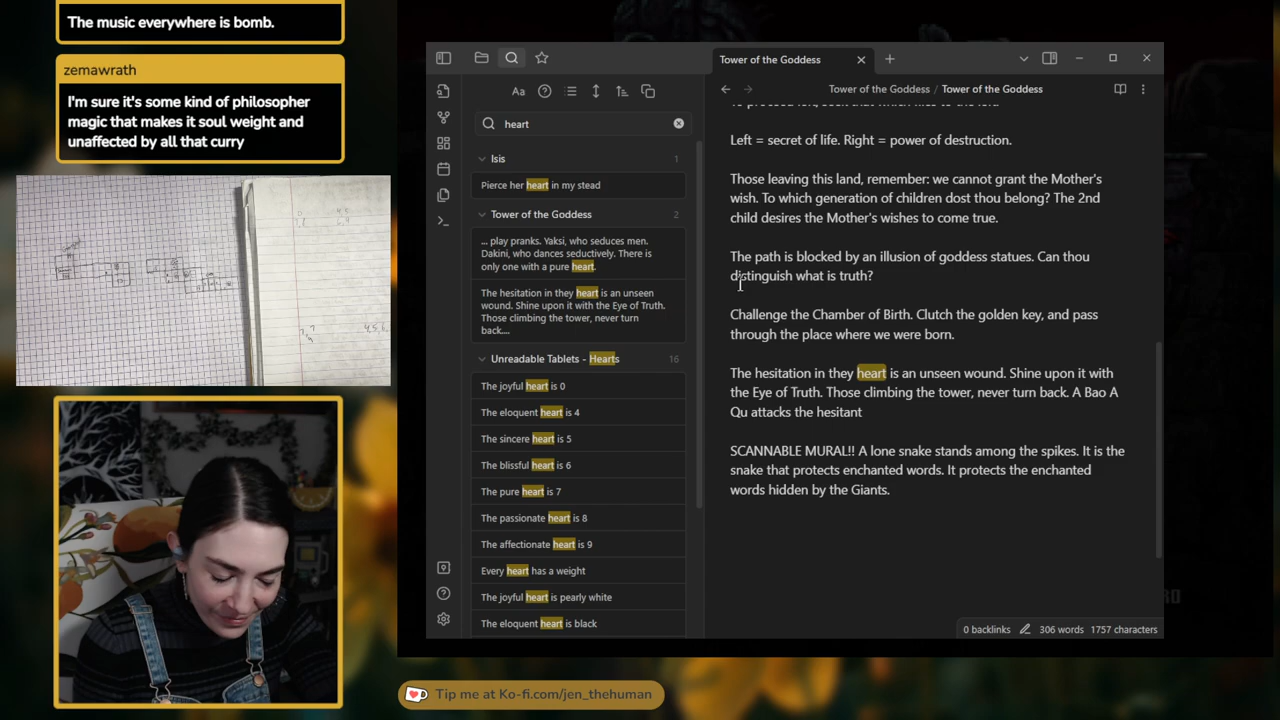 The music everywhere is bomb.
zemawrath
I'm sure it's some kind of philosopher
magic that makes it soul weight and
unaffected by all that curry
Tower of the Goddess
Tower of the Goddess / Tower of the Goddess
Aa
heart
Isis 1
Pierce her heart in my stead
Tower of the Goddess 2
... play pranks. Yaksi, who seduces men.
Dakini, who dances seductively. There is
only one with a pure heart.
The hesitation in they heart is an unseen
wound. Shine upon it with the Eye of Truth.
Those climbing the tower, never turn
back....
Unreadable Tablets - Hearts 16
The joyful heart is 0
The eloquent heart is 4
The sincere heart is 5
The blissful heart is 6
The pure heart is 7
The passionate heart is 8
The affectionate heart is 9
Every heart has a weight
The joyful heart is pearly white
The eloquent heart is black
Left = secret of life. Right = power of destruction.
Those leaving this land, remember: we cannot grant the Mother's
wish. To which generation of children dost thou belong? The 2nd
child desires the Mother's wishes to come true.
The path is blocked by an illusion of goddess statues. Can thou
distinguish what is truth?
Challenge the Chamber of Birth. Clutch the golden key, and pass
through the place where we were born.
The hesitation in they heart is an unseen wound. Shine upon it with
the Eye of Truth. Those climbing the tower, never turn back. A Bao A
Qu attacks the hesitant
SCANNABLE MURAL!! A lone snake stands among the spikes. It is the
snake that protects enchanted words. It protects the enchanted
words hidden by the Giants.
0 backlinks 306 words 1757 characters
Tip me at Ko-fi.com/jen_thehuman